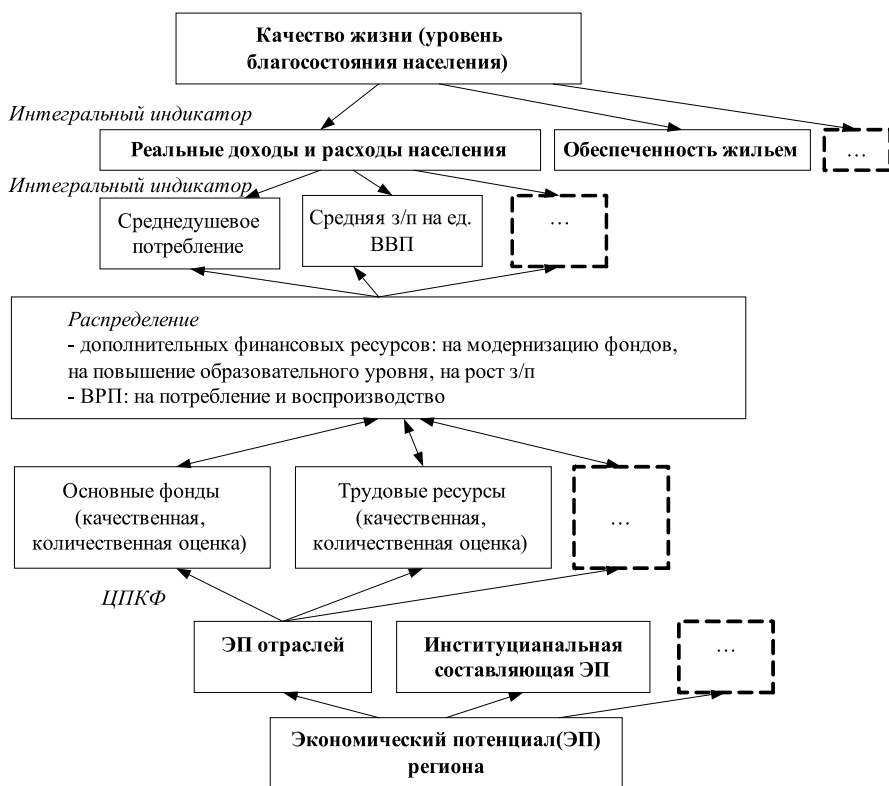 Качество жизни (уровень
благосостояния населения)
Интегральный индикатор
Реальные доходы и расходы населения
Обеспеченность жильем
…
Интегральный индикатор
Среднедушевое
потребление
Средняя з/п на ед.
ВВП
…
Распределение
- дополнительных финансовых ресурсов: на модернизацию фондов,
на повышение образовательного уровня, на рост з/п
- ВРП: на потребление и воспроизводство
Основные фонды
(качественная,
количественная оценка)
Трудовые ресурсы
(качественная,
количественная оценка)
…
ЦПКФ
ЭП отраслей
Институцианальная
составляющая ЭП
…
Экономический потенциал(ЭП)
региона